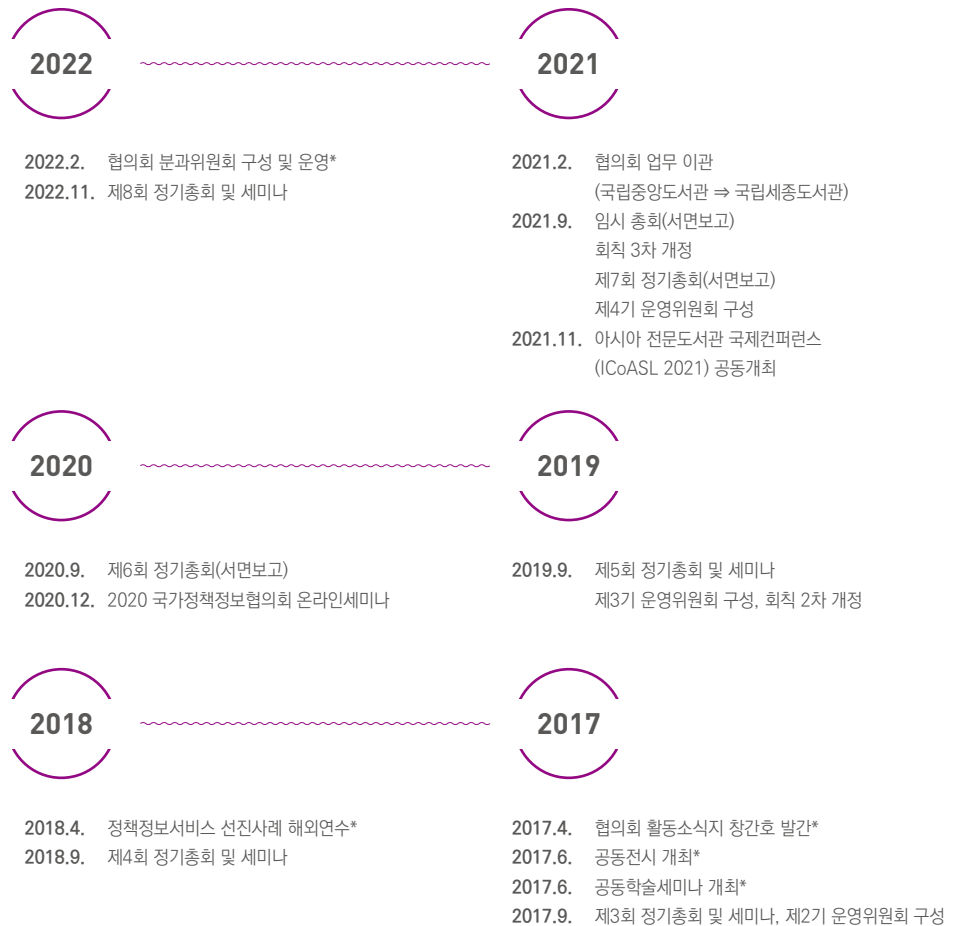 2022
2022.2. 협의회 분과위원회 구성 및 운영*
2022.11. 제8회 정기총회 및 세미나
2021
2021.2. 협의회 업무 이관
(국립중앙도서관 ⇒ 국립세종도서관)
2021.9. 임시 총회(서면보고)
회칙 3차 개정
제7회 정기총회(서면보고)
제4기 운영위원회 구성
2021.11. 아시아 전문도서관 국제컨퍼런스
(ICoASL 2021) 공동개최
2020
2020.9. 제6회 정기총회(서면보고)
2020.12. 2020 국가정책정보협의회 온라인세미나
2019
2019.9. 제5회 정기총회 및 세미나
제3기 운영위원회 구성, 회칙 2차 개정
2018
2018.4. 정책정보서비스 선진사례 해외연수*
2018.9. 제4회 정기총회 및 세미나
2017
2017.4. 협의회 활동소식지 창간호 발간*
2017.6. 공동전시 개최*
2017.6. 공동학술세미나 개최*
2017.9. 제3회 정기총회 및 세미나, 제2기 운영위원회 구성